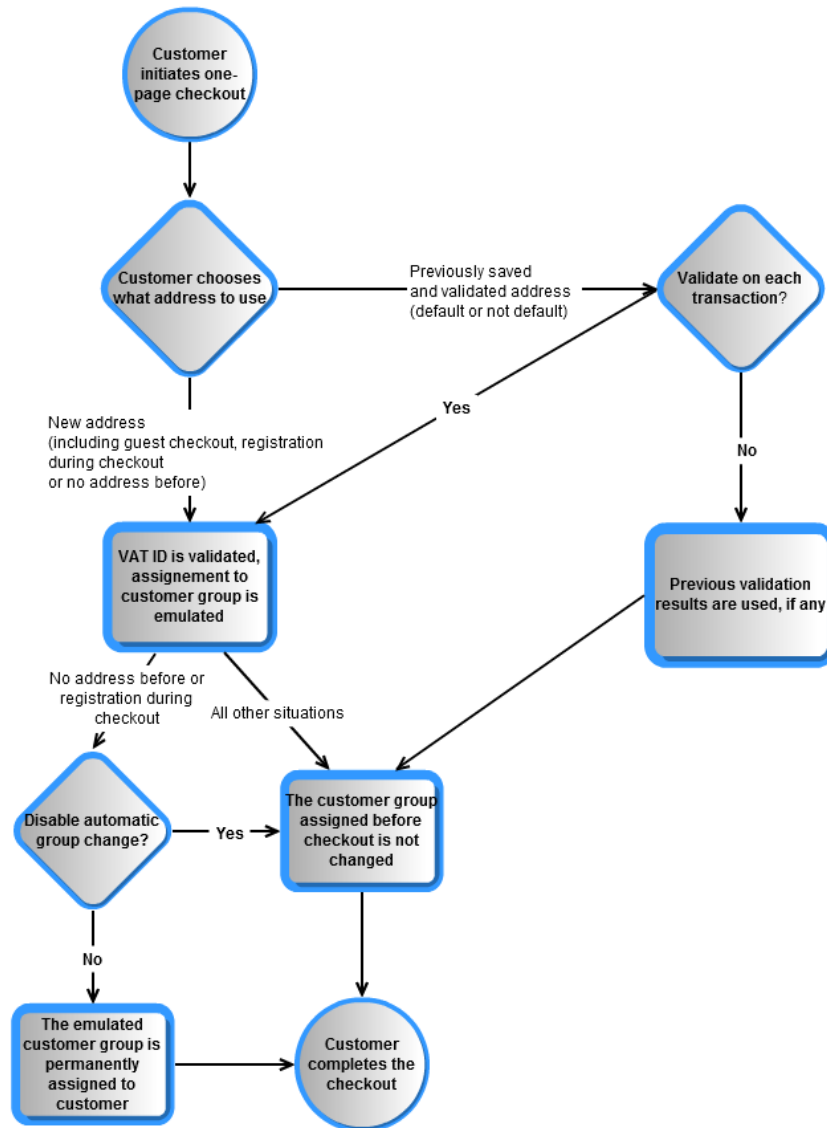 Customer
initiates one-
page checkout
Customer chooses
what address to use
Previously saved
and validated address
(default or not default)
Validate on each
transaction?
Yes
New address
(including guest checkout, registration
during checkout
or no address before)
No
VAT ID is validated,
assignement to
customer group is
emulated
Previous validation
results are used, if any
No address before or
registration during
checkout
All other situations
Disable automatic
group change?
Yes
The customer group
assigned before
checkout is not
changed
No
The emulated
customer group is
permanently
assigned to
customer
Customer
completes the
checkout